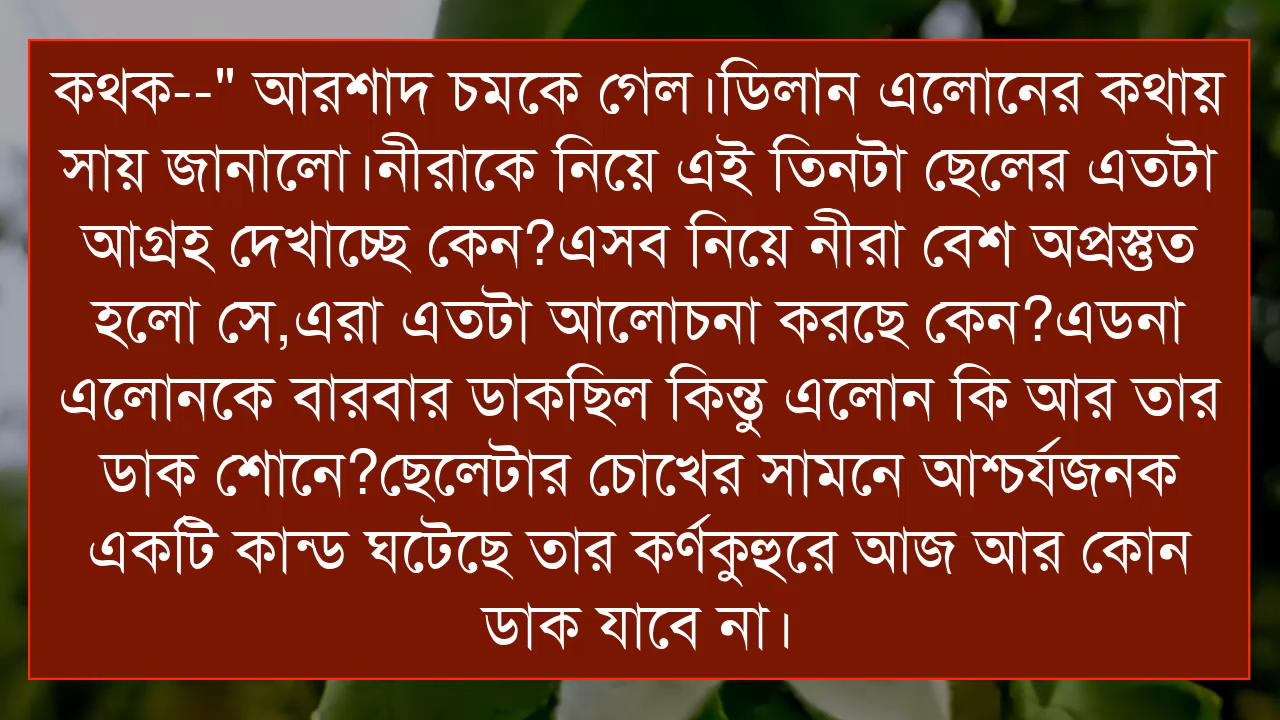 কথক--" আরশাদ চমকে গেল।ডিলান এলোনের কথায়
সায় জানালো।নীরাকে নিয়ে এই তিনটা ছেলের এতটা
আগ্রহ দেখাচ্ছে কেন?এসব নিয়ে নীরা বেশ অপ্রস্তুত
হলো সে,এরা এতটা আলোচনা করছে কেন?এডনা
এলোনকে বারবার ডাকছিল কিন্তু এলোন কি আর তার
ডাক শোনে?ছেলেটার চোখের সামনে আশ্চর্যজনক
একটি কান্ড ঘটেছে তার কর্ণকুহুরে আজ আর কোন
ডাক যাবে না।